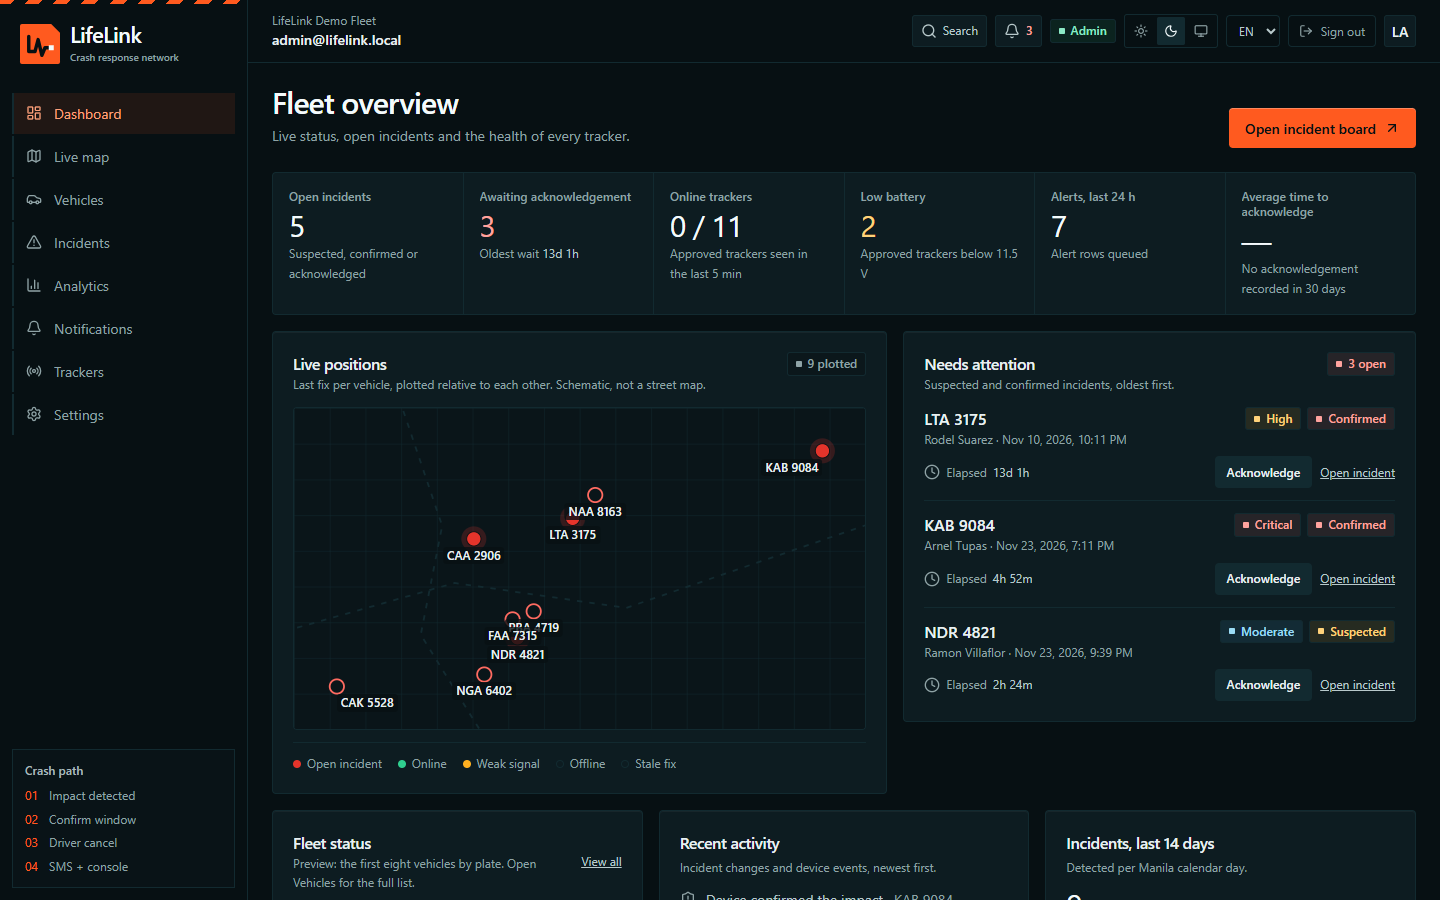 LifeLink
Crash response network
Dashboard
Live map
Vehicles
Incidents
Analytics
Notifications
Trackers
Settings
Crash path
01 Impact detected
02 Confirm window
03 Driver cancel
04 SMS + console
LifeLink Demo Fleet
admin@lifelink.local
Search
3
Admin
EN
Sign out
LA
Fleet overview
Live status, open incidents and the health of every tracker.
Open incident board
Open incidents
5
Suspected, confirmed or
acknowledged
Awaiting acknowledgement
3
Oldest wait 13d 1h
Online trackers
0 / 11
Approved trackers seen in
the last 5 min
Low battery
2
Approved trackers below 11.5
V
Alerts, last 24 h
7
Alert rows queued
Average time to
acknowledge
—
No acknowledgement
recorded in 30 days
Live positions
9 plotted
Last fix per vehicle, plotted relative to each other. Schematic, not a street map.
KAB 9084
NAA 8163
LTA 3175
CAA 2906
4719
FAA 7315
NDR 4821
NGA 6402
CAK 5528
Open incident
Online
Weak signal
Offline
Stale fix
Needs attention
3 open
Suspected and confirmed incidents, oldest first.
LTA 3175
High
Confirmed
Rodel Suarez · Nov 10, 2026, 10:11 PM
Elapsed 13d 1h
Acknowledge
Open incident
KAB 9084
Critical
Confirmed
Arnel Tupas · Nov 23, 2026, 7:11 PM
Elapsed 4h 52m
Acknowledge
Open incident
NDR 4821
Moderate
Suspected
Ramon Villaflor · Nov 23, 2026, 9:39 PM
Elapsed 2h 24m
Acknowledge
Open incident
Fleet status
Preview: the first eight vehicles by plate. Open
Vehicles for the full list.
View all
Recent activity
Incident changes and device events, newest first.
Device confirmed the impact · KAB 9084
Incidents, last 14 days
Detected per Manila calendar day.